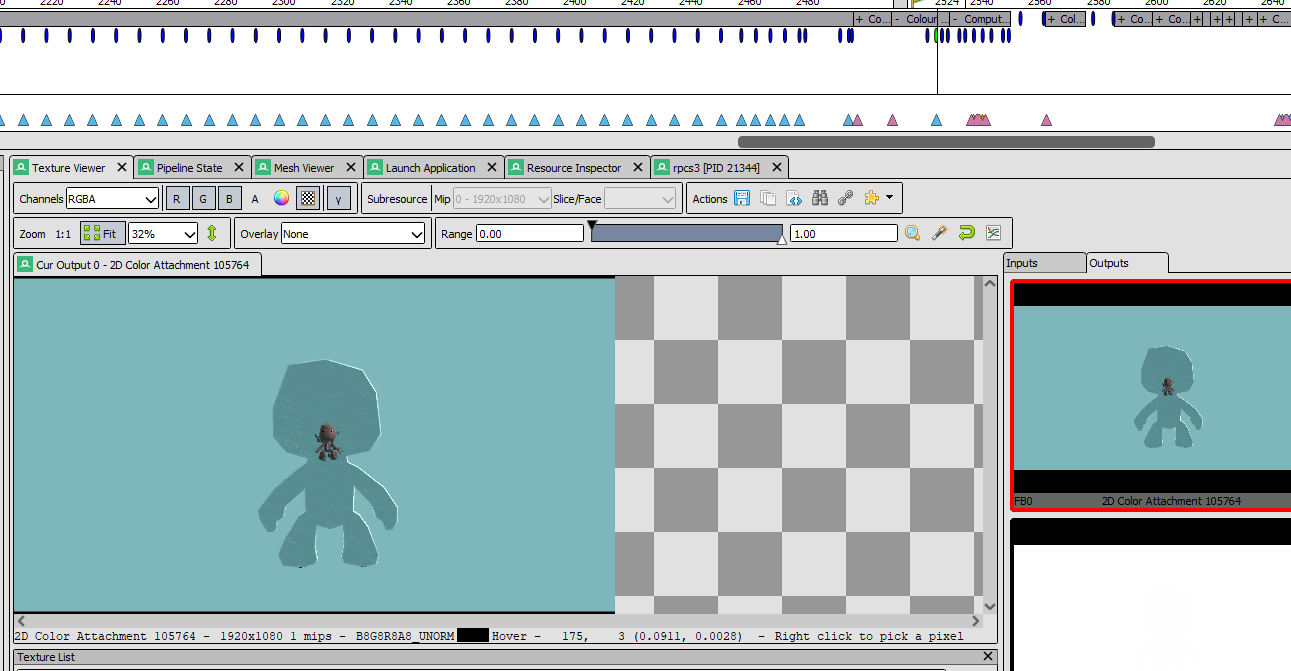 2220 2240 2260 2280 2300 2320 2340 2360 2380 2400 2420 2440 2460 2480 2524 2540 2560 2580 2600 2620 2640
+ Co... - Colour ... - Comput... + Col... + Co... + Co... + + + + + C...
Texture Viewer Pipeline State Mesh Viewer Launch Application Resource Inspector rpcs3 [PID 21344]
Channels RGBA R G B A γ Subresource Mip 0 - 1920x1080 Slice/Face Actions
Zoom 1:1 Fit 32% Overlay None Range 0.00 1.00
Cur Output 0 - 2D Color Attachment 105764
Inputs Outputs
FB0 2D Color Attachment 105764
2D Color Attachment 105764 - 1920x1080 1 mips - B8G8R8A8_UNORM Hover - 175, 3 (0.0911, 0.0028) - Right click to pick a pixel
Texture List